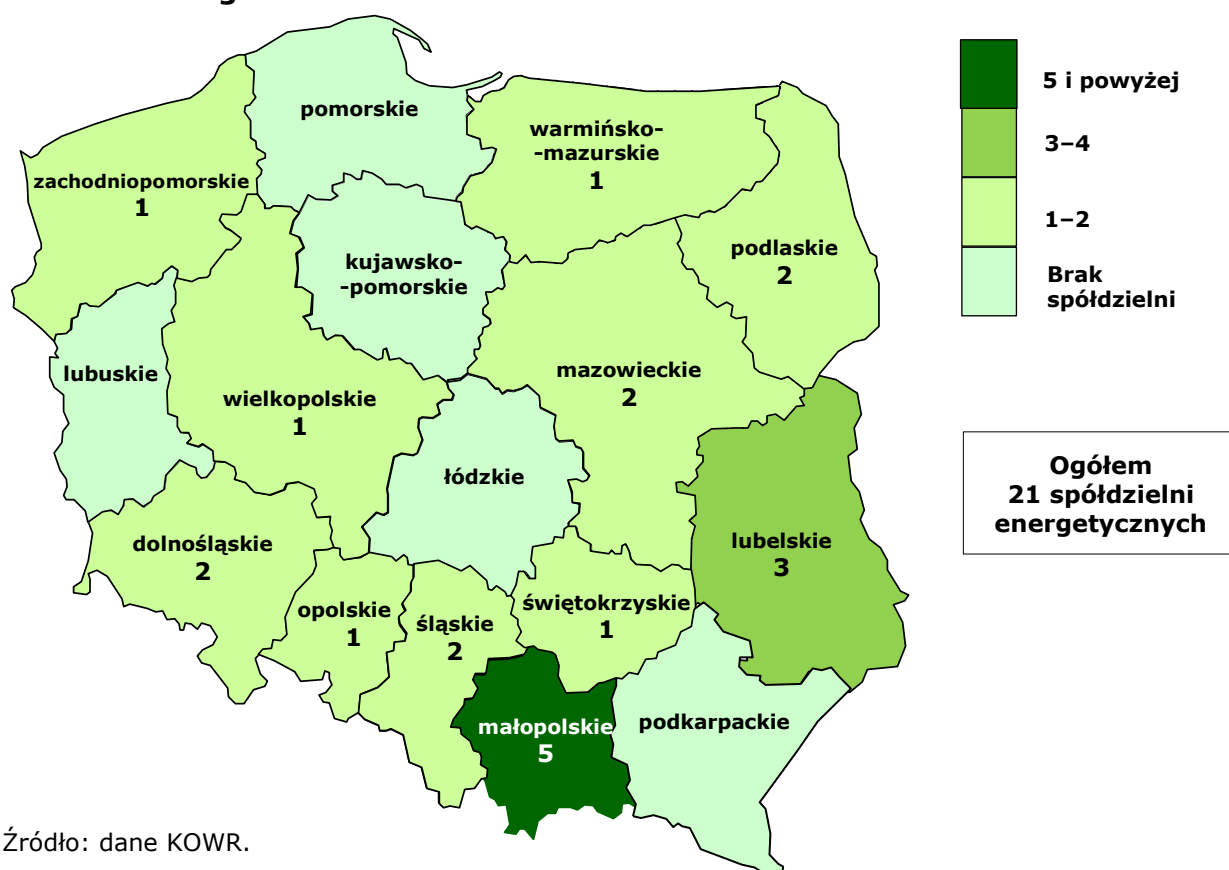 pomorskie
warmińsko-
-mazurskie
1
zachodniopomorskie
1
podlaskie
2
kujawsko-
-pomorskie
lubuskie
mazowieckie
2
wielkopolskie
1
łódzkie
lubelskie
3
dolnośląskie
2
opolskie
1
śląskie
2
świętokrzyskie
1
małopolskie
5
podkarpackie
5 i powyżej
3–4
1–2
Brak
spółdzielni
Ogółem
21 spółdzielni
energetycznych
Źródło: dane KOWR.